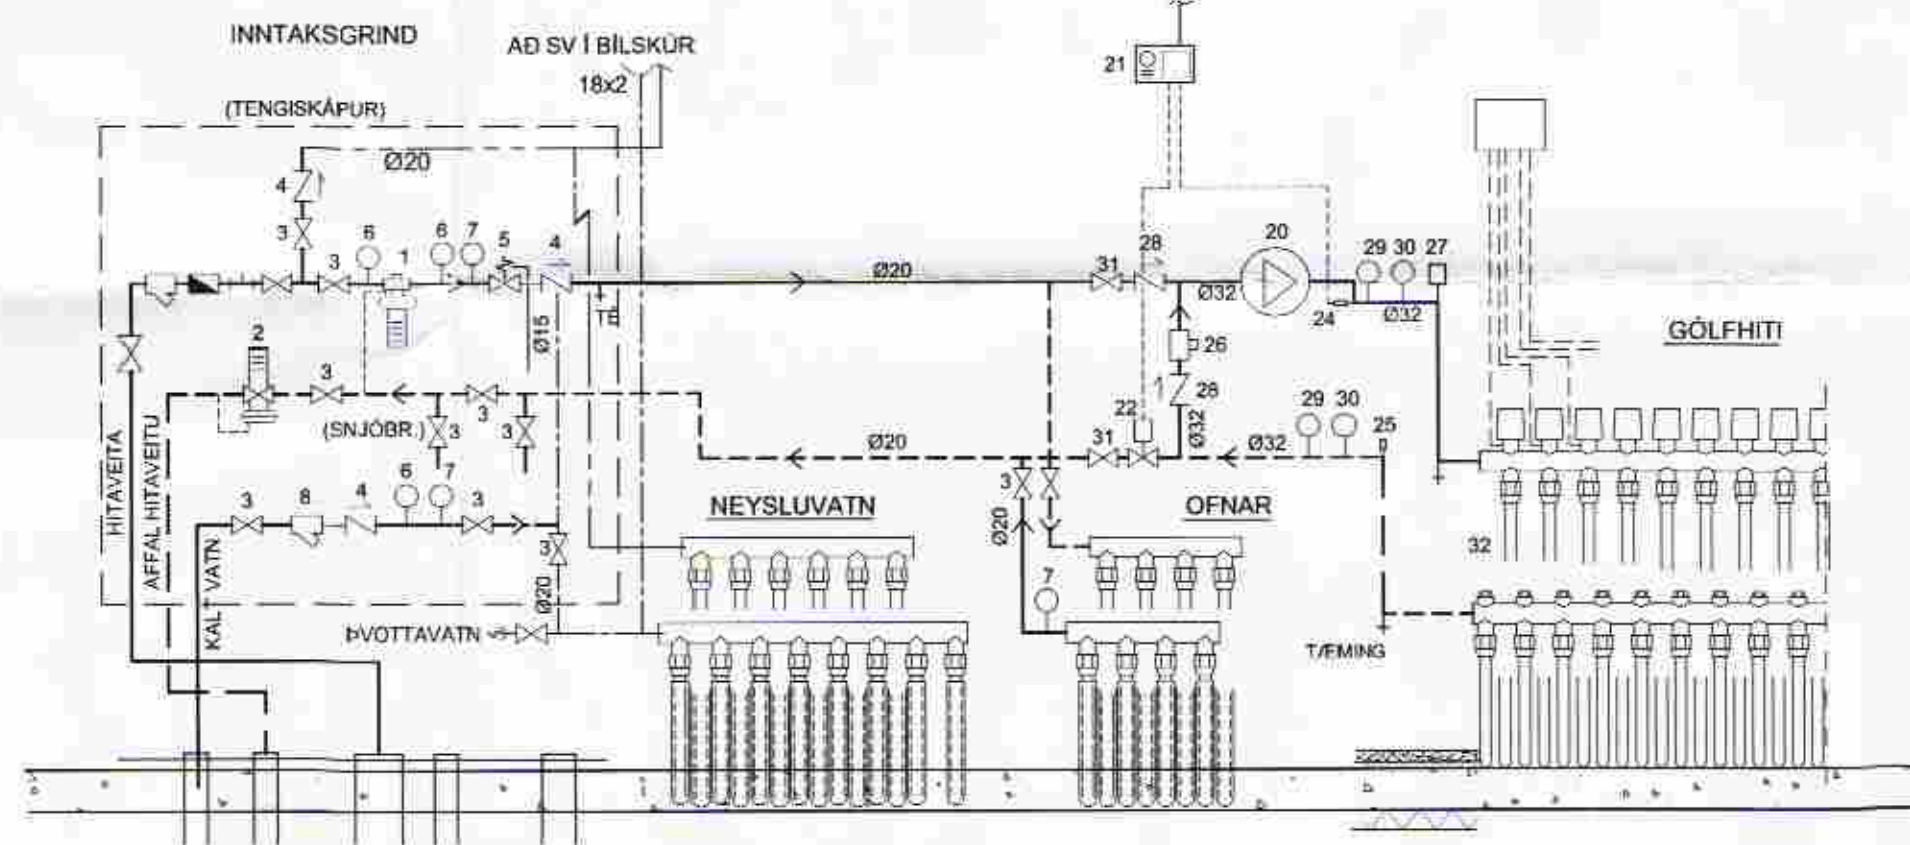 INNTAKSGRIND
AÐ SV Í BÍLSKÚR
18x2
21
(TENGISKÁPUR)
Ø20
4
3
6
3
1
6
7
5
4
TÉ
Ø15
Ø20
31
28
20
29
30
27
Ø32
24
Ø32
GÓLFHITI
2
3
26
28
22
3
(SNJÓBR.)
3
3
Ø20
31
Ø32
Ø32
29
30
25
HITAVEITA
AFFAL HITAVEITU
KALT VATN
3
8
4
6
7
3
3
Ø20
NEYSLUVATN
3
Ø20
OFNAR
7
32
ÞVOTTAVATN
TÆMING